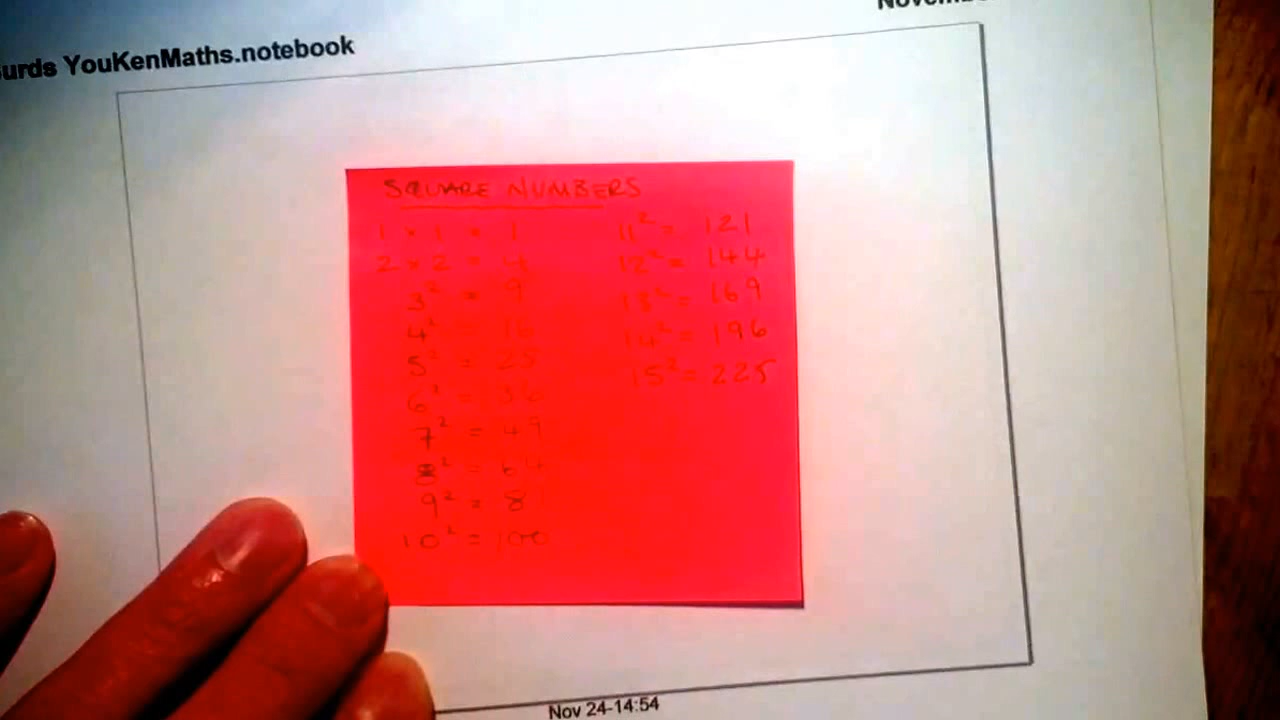 urds YouKenMaths.notebook
Novemb
SQUARE NUMBERS
1 × 1 = 1
2 × 2 = 4
3² = 9
4² = 16
5² = 25
6² = 36
7² = 49
8² = 64
9² = 81
10² = 100
11² = 121
12² = 144
13² = 169
14² = 196
15² = 225
Nov 24-14:54